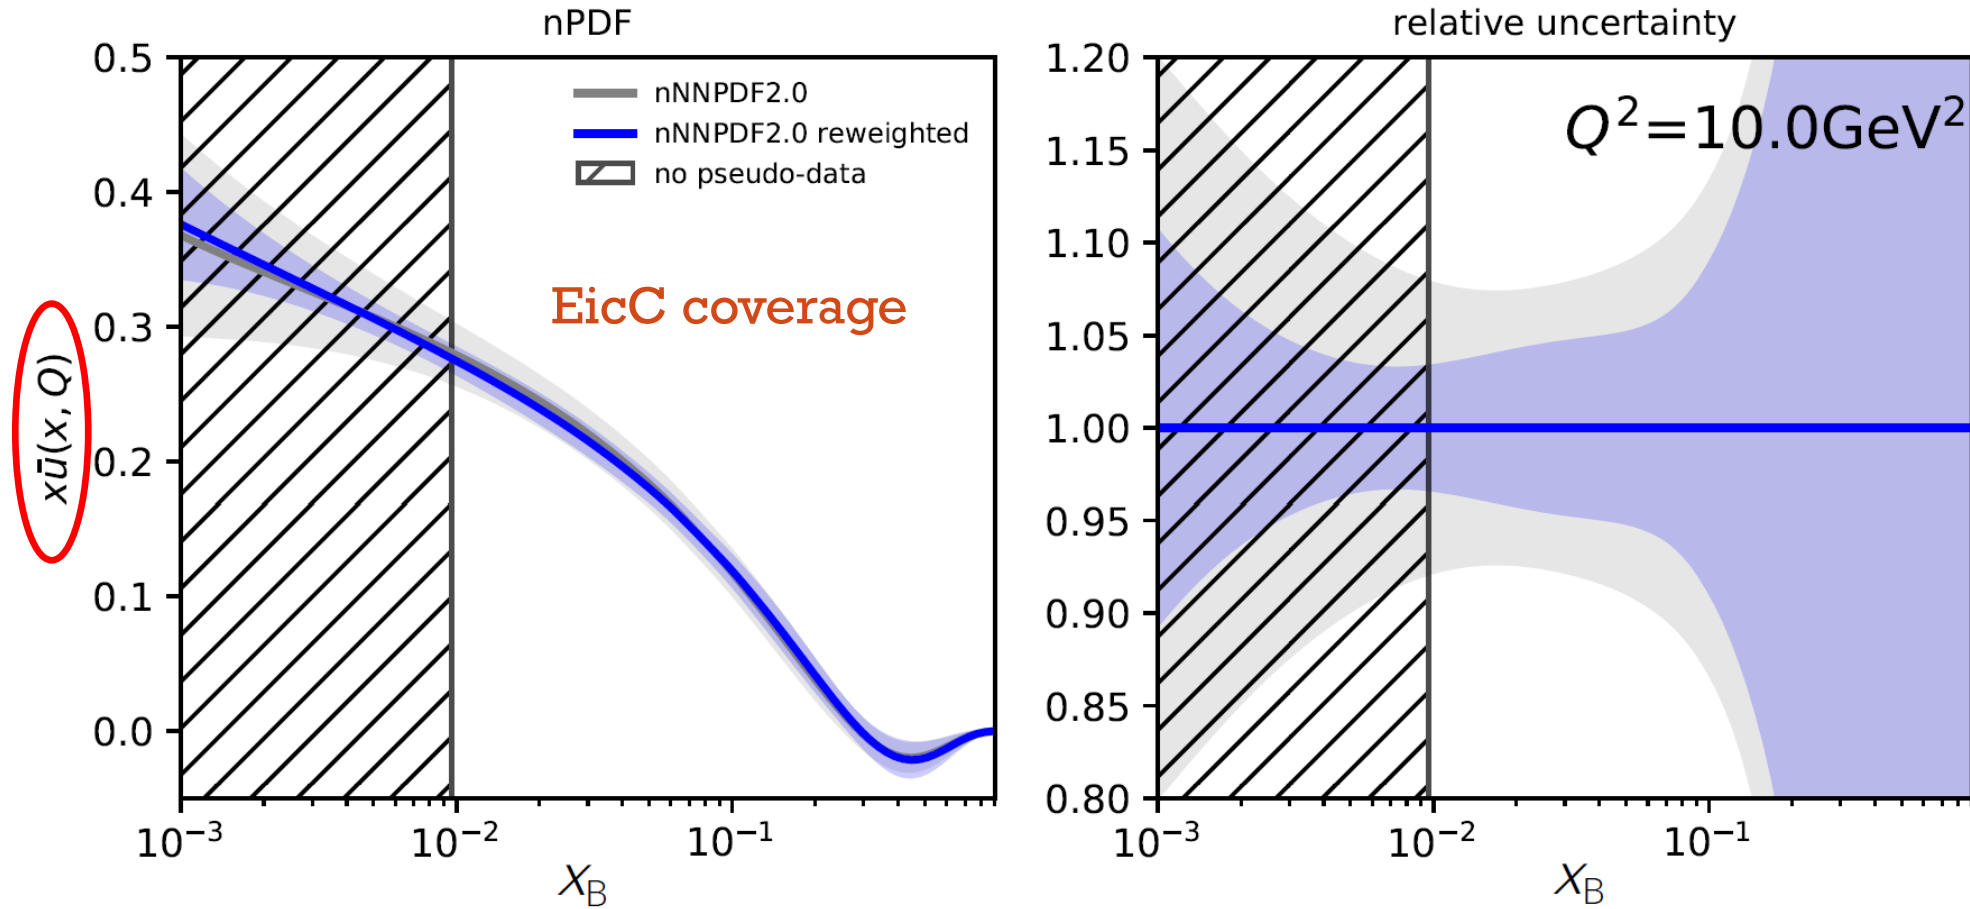 nPDF
0.5
0.4
0.3
0.2
0.1
0.0
xū(x, Q)
nNNPDF2.0
nNNPDF2.0 reweighted
no pseudo-data
EicC coverage
10⁻³ 10⁻² 10⁻¹
X_B
relative uncertainty
1.20
1.15
1.10
1.05
1.00
0.95
0.90
0.85
0.80
Q²=10.0GeV²
10⁻³ 10⁻² 10⁻¹
X_B